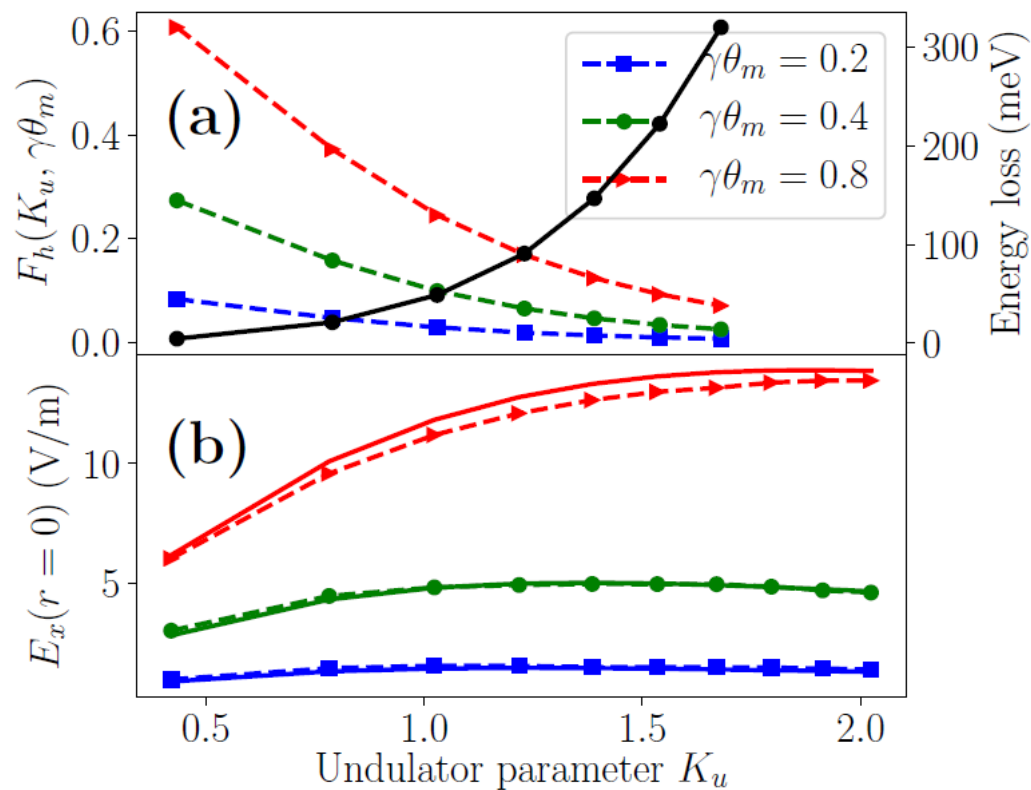 0.6
0.4
0.2
0.0
F_h(K_u, γθ_m)
(a)
γθ_m = 0.2
γθ_m = 0.4
γθ_m = 0.8
300
200
100
0
Energy loss (meV)
10
5
E_x(r = 0) (V/m)
(b)
0.5 1.0 1.5 2.0
Undulator parameter K_u